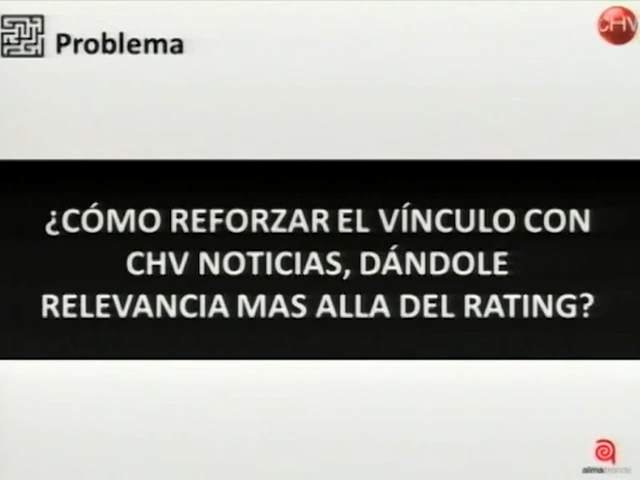 Problema
CHV
¿CÓMO REFORZAR EL VÍNCULO CON
CHV NOTICIAS, DÁNDOLE
RELEVANCIA MAS ALLA DEL RATING?
almabrands